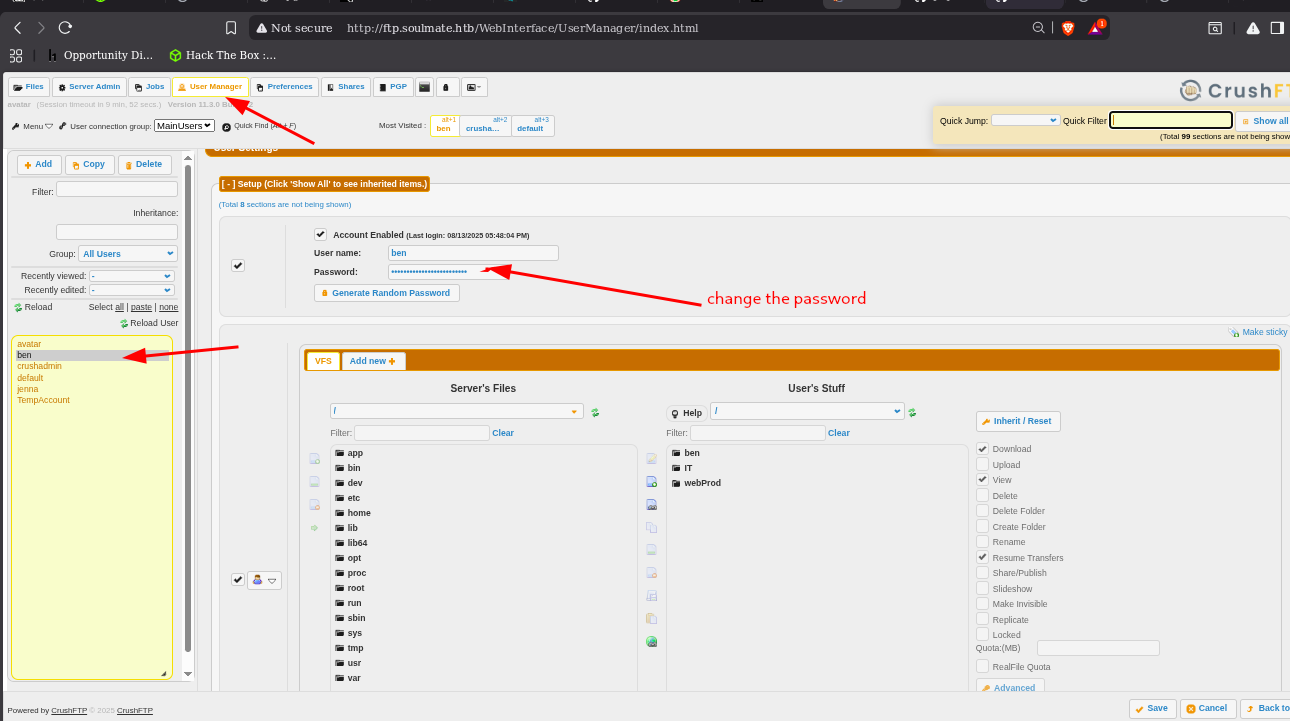 Not secure http://ftp.soulmate.htb/WebInterface/UserManager/index.html
1
Opportunity Di... Hack The Box :...
Files Server Admin Jobs User Manager Preferences Shares PGP
CrushFT
avatar (Session timeout in 9 min, 52 secs.) Version 11.3.0
Menu User connection group: MainUsers Quick Find (Alt + F) Most Visited :
alt+1 alt+2 alt+3
ben crusha... default
Quick Jump: Quick Filter Show all
(Total 99 sections are not being show
Add Copy Delete
Filter:
Inheritance:
Group: All Users
Recently viewed: -
Recently edited: -
Reload Select all | paste | none
Reload User
avatar
ben
crushadmin
default
jenna
TempAccount
User Settings
[ - ] Setup (Click 'Show All' to see inherited items.)
(Total 8 sections are not being shown)
Account Enabled (Last login: 08/13/2025 05:48:04 PM)
User name: ben
Password:
Generate Random Password
change the password
Make sticky
VFS Add new
Server's Files User's Stuff
/ Help /
Filter: Clear Filter: Clear
app
bin
dev
etc
home
lib
lib64
opt
proc
root
run
sbin
sys
tmp
usr
var
ben
IT
webProd
Inherit / Reset
Download
Upload
View
Delete
Delete Folder
Create Folder
Rename
Resume Transfers
Share/Publish
Slideshow
Make Invisible
Replicate
Locked
Quota:(MB)
RealFile Quota
Advanced
Powered by CrushFTP © 2025 CrushFTP
Save Cancel Back to